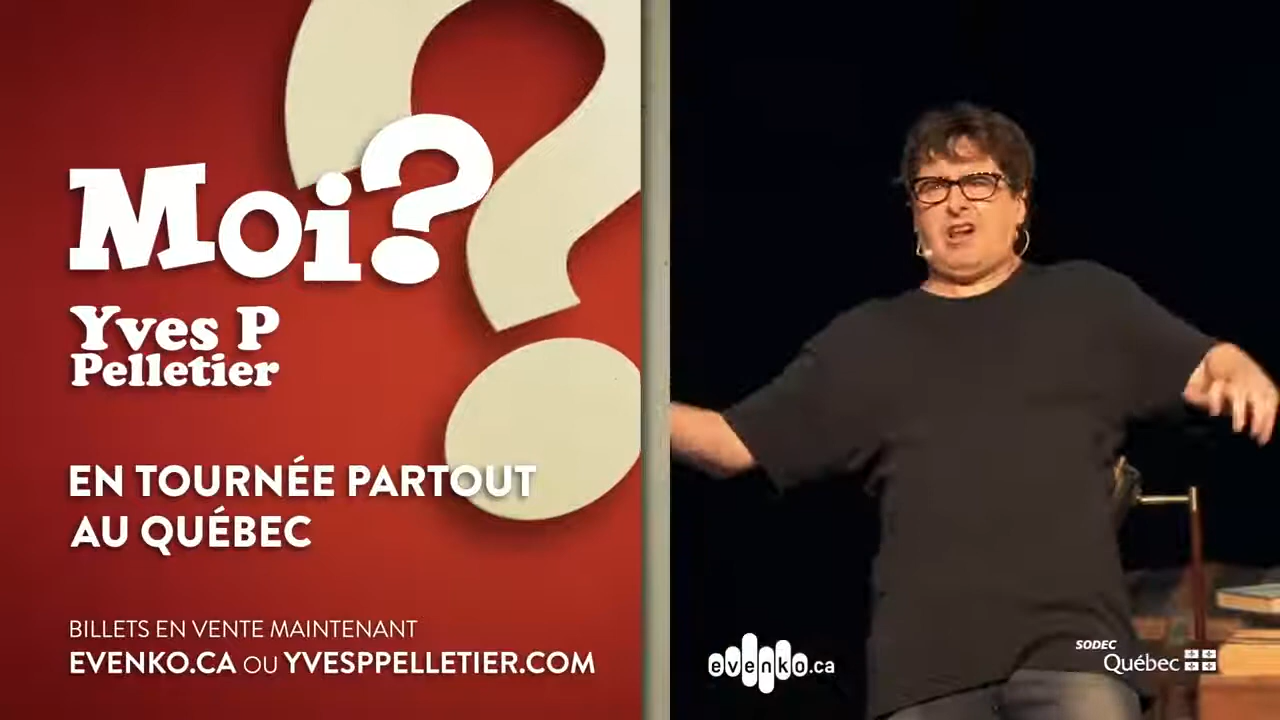 Moi?
Yves P
Pelletier
EN TOURNÉE PARTOUT
AU QUÉBEC
BILLETS EN VENTE MAINTENANT
EVENKO.CA OU YVESPPELLETIER.COM
evenko.ca
SODEC
Québec